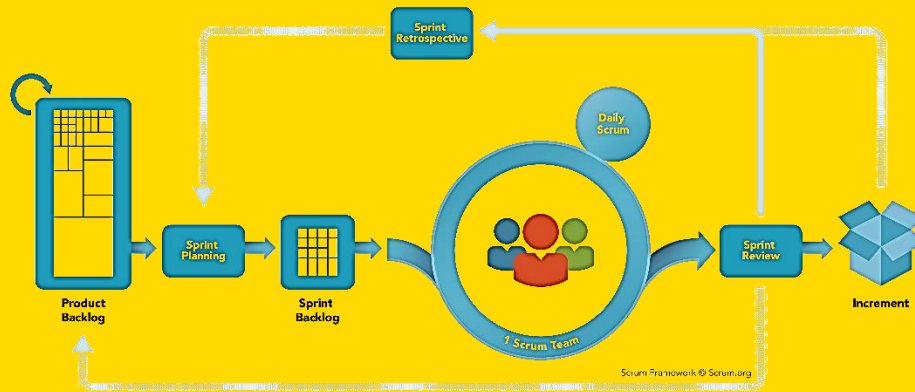 Sprint
Retrospective
Daily
Scrum
Sprint
Planning
Sprint
Review
Product
Backlog
Sprint
Backlog
Increment
1 Scrum Team
Scrum Framework © Scrum.org